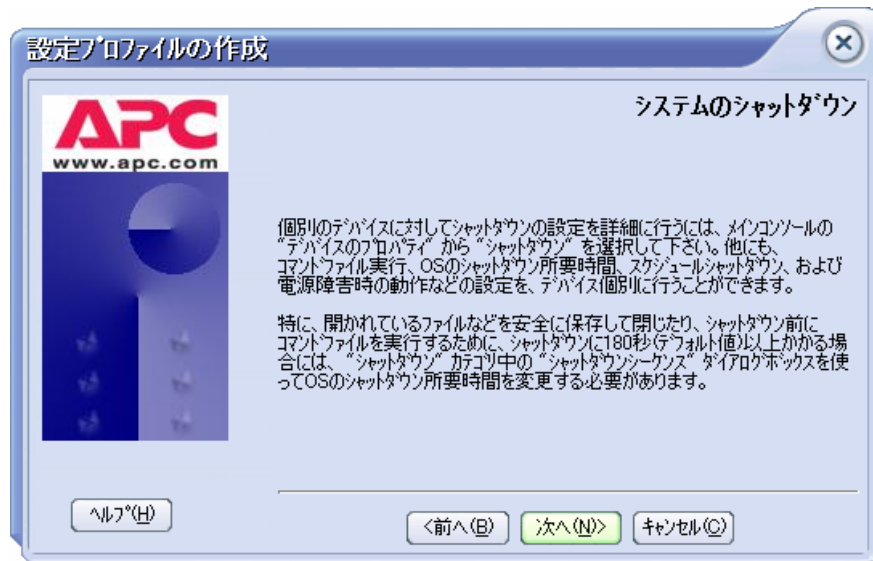 設定プロファイルの作成
APC
www.apc.com
システムのシャットダウン
個別のデバイスに対してシャットダウンの設定を詳細に行うには、メインコンソールの
"デバイスのプロパティ" から "シャットダウン" を選択して下さい。他にも、
コマンドファイル実行、OSのシャットダウン所要時間、スケジュールシャットダウン、および
電源障害時の動作などの設定を、デバイス個別に行うことができます。
特に、開かれているファイルなどを安全に保存して閉じたり、シャットダウン前に
コマンドファイルを実行するために、シャットダウンに180秒(デフォルト値)以上かかる場
合には、"シャットダウン" カテゴリ中の "シャットダウンシーケンス" ダイアログボックスを使
ってOSのシャットダウン所要時間を変更する必要があります。
ヘルプ(H)
<前へ(B)
次へ(N)>
キャンセル(C)